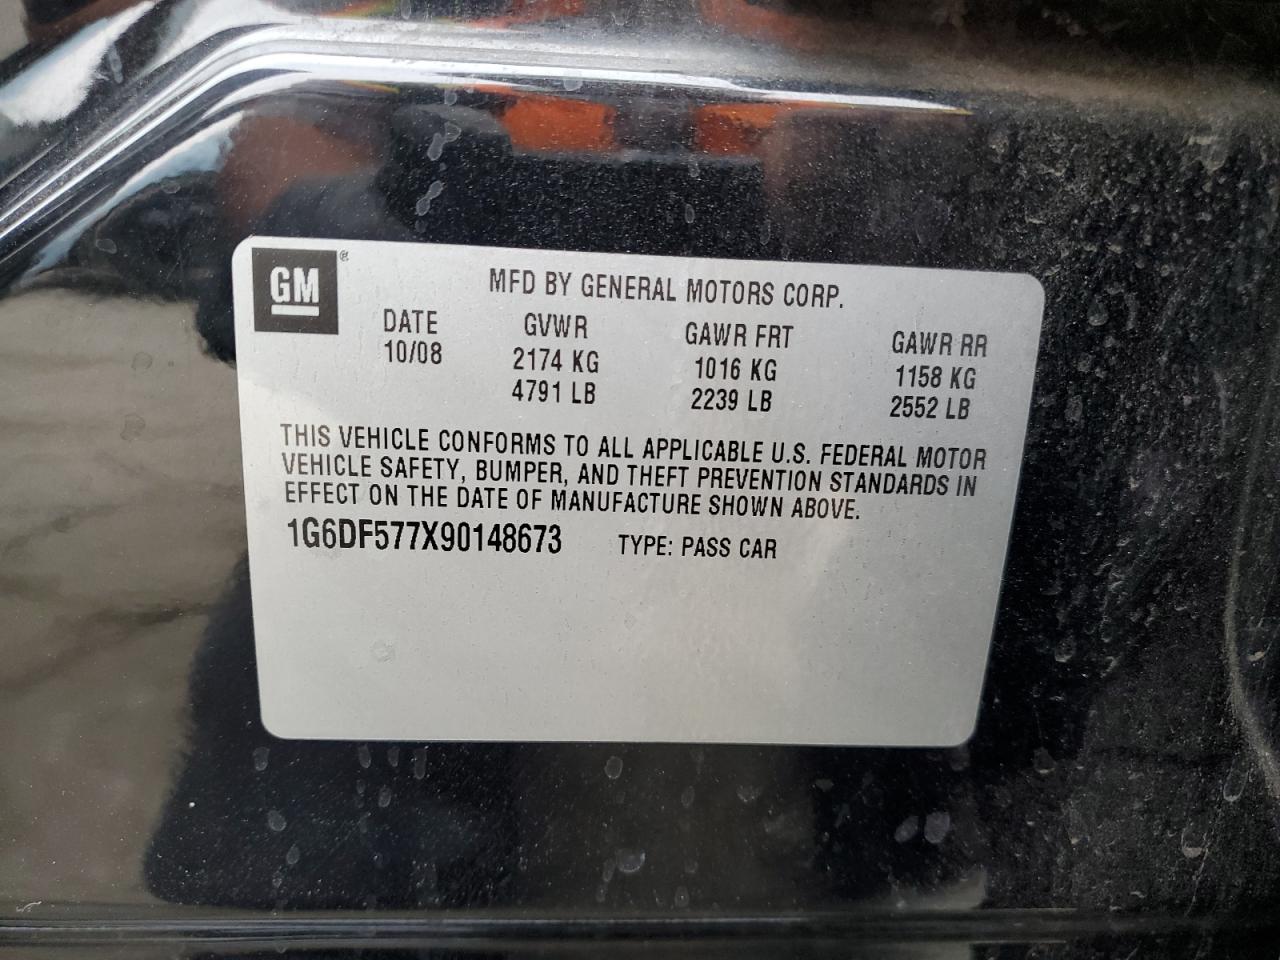 GM®
MFD BY GENERAL MOTORS CORP.
DATE GVWR GAWR FRT GAWR RR
10/08 2174 KG 1016 KG 1158 KG
4791 LB 2239 LB 2552 LB
THIS VEHICLE CONFORMS TO ALL APPLICABLE U.S. FEDERAL MOTOR
VEHICLE SAFETY, BUMPER, AND THEFT PREVENTION STANDARDS IN
EFFECT ON THE DATE OF MANUFACTURE SHOWN ABOVE.
1G6DF577X90148673 TYPE: PASS CAR